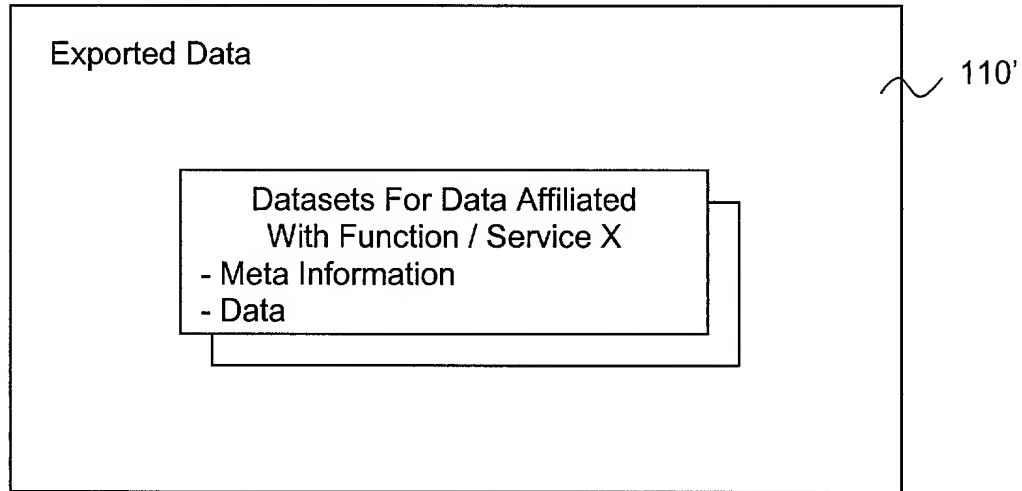 Exported Data
110'
Datasets For Data Affiliated
With Function / Service X
- Meta Information
- Data